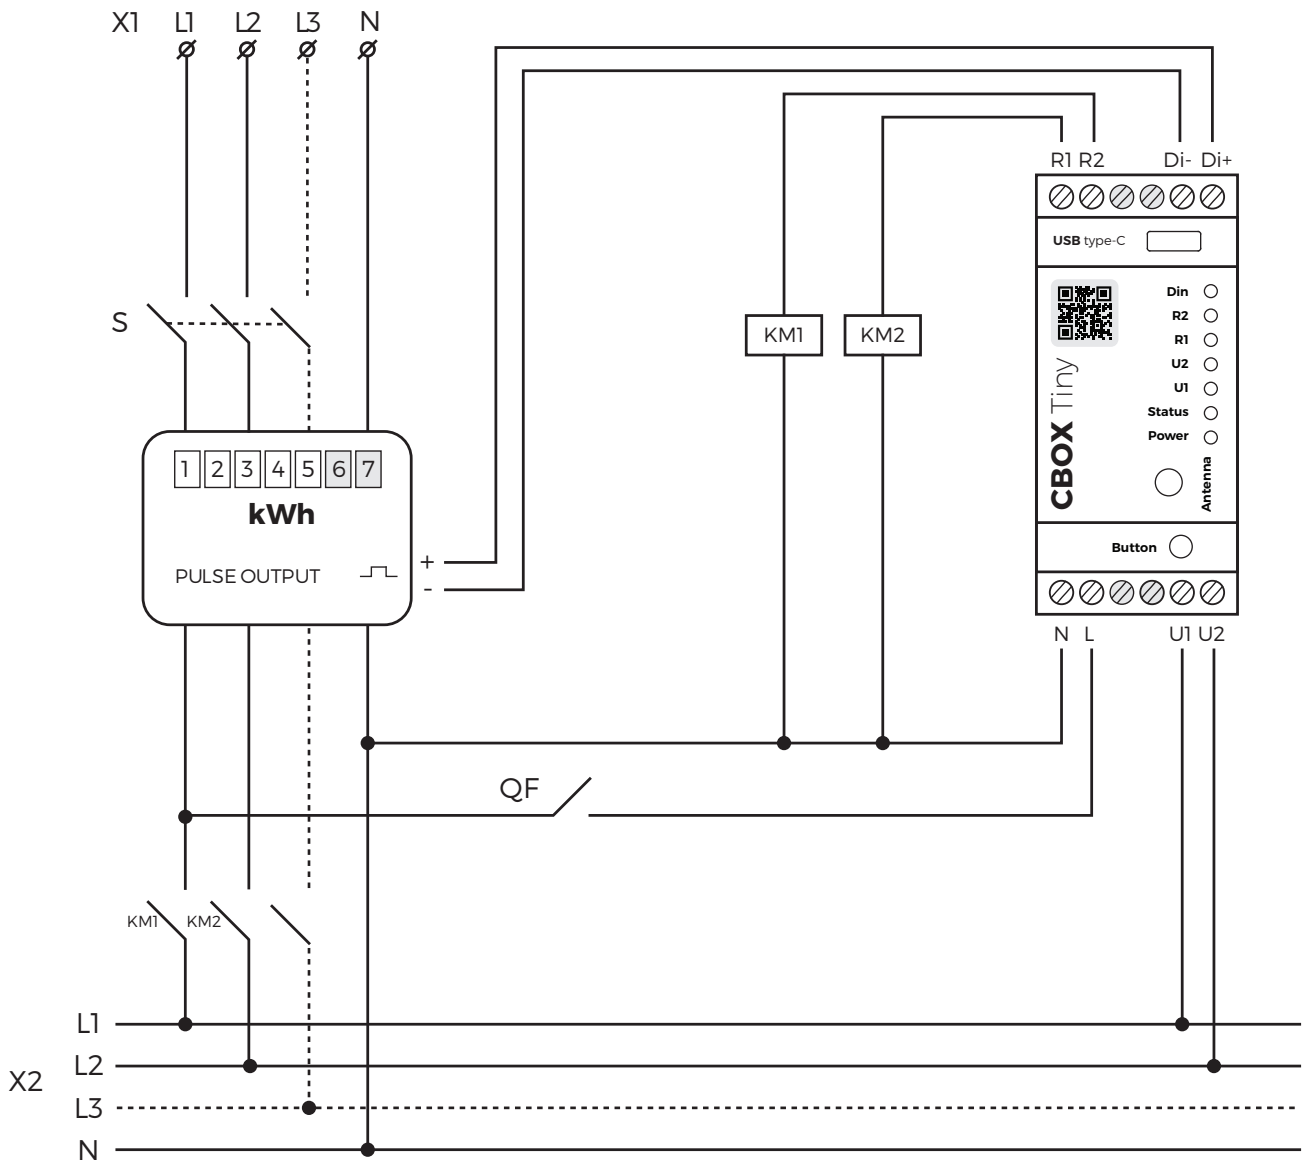 X1 L1 L2 L3 N
R1 R2 Di- Di+
USB type-C
S
KM1 KM2
Din
R2
R1
U2
U1
Status
Power
CBOX Tiny
Antenna
1 2 3 4 5 6 7
kWh
PULSE OUTPUT
+
-
Button
N L U1 U2
QF
KM1 KM2
L1
X2
L2
L3
N